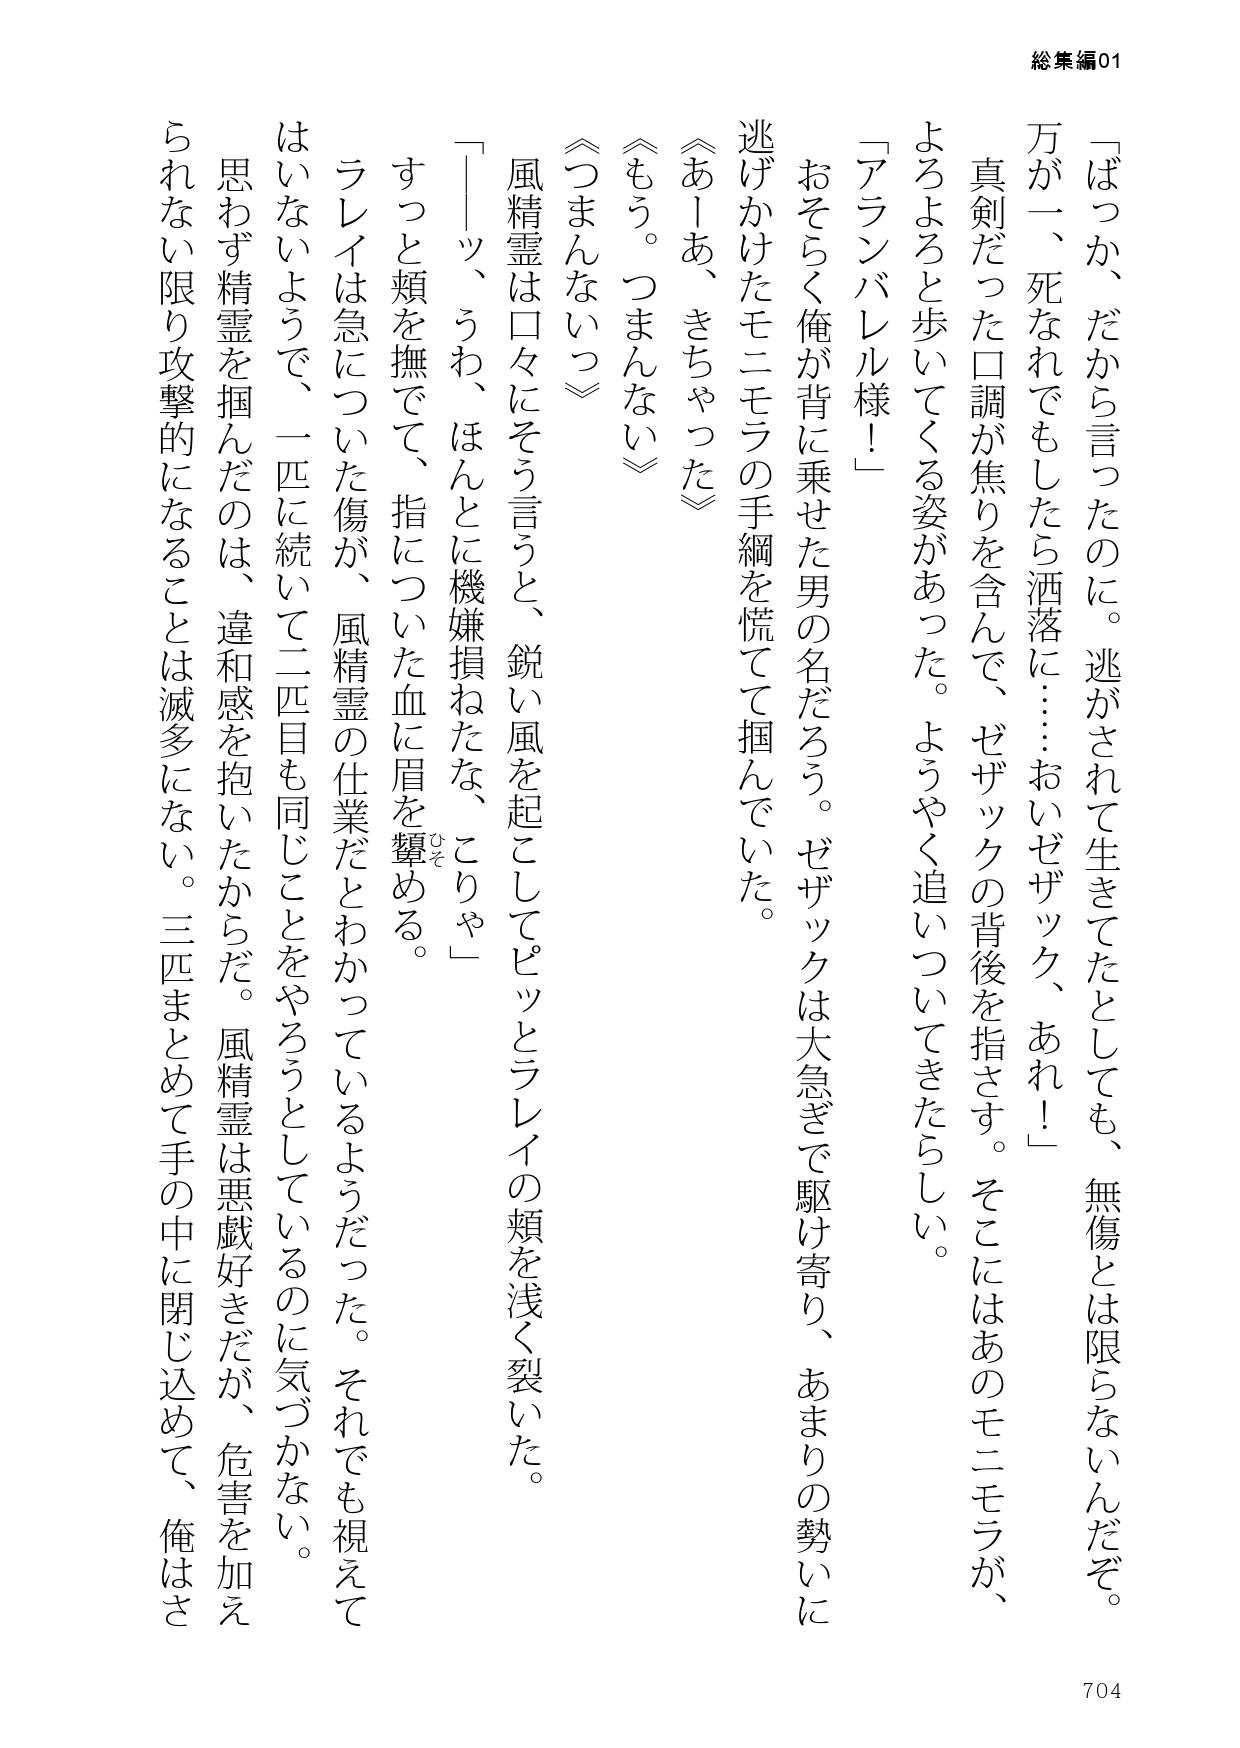 総集編01
「ばっか、だから言ったのに。逃がされて生きてたとしても、無傷とは限らないんだぞ。
万が一、死なれでもしたら洒落に……おいゼザック、あれ！」
　真剣だった口調が焦りを含んで、ゼザックの背後を指さす。そこにはあのモニモラが、
よろよろと歩いてくる姿があった。ようやく追いついてきたらしい。
「アランバレル様！」
　おそらく俺が背に乗せた男の名だろう。ゼザックは大急ぎで駆け寄り、あまりの勢いに
逃げかけたモニモラの手綱を慌てて掴んでいた。
《あーあ、きちゃった》
《もう。つまんない》
《つまんないっ》
　風精霊は口々にそう言うと、鋭い風を起こしてピッとラレイの頬を浅く裂いた。
「――ッ、うわ、ほんとに機嫌損ねたな、こりゃ」
　すっと頬を撫でて、指についた血に眉を顰ひそめる。
　ラレイは急についた傷が、風精霊の仕業だとわかっているようだった。それでも視えて
はいないようで、一匹に続いて二匹目も同じことをやろうとしているのに気づかない。
　思わず精霊を掴んだのは、違和感を抱いたからだ。風精霊は悪戯好きだが、危害を加え
られない限り攻撃的になることは滅多にない。三匹まとめて手の中に閉じ込めて、俺はさ
704